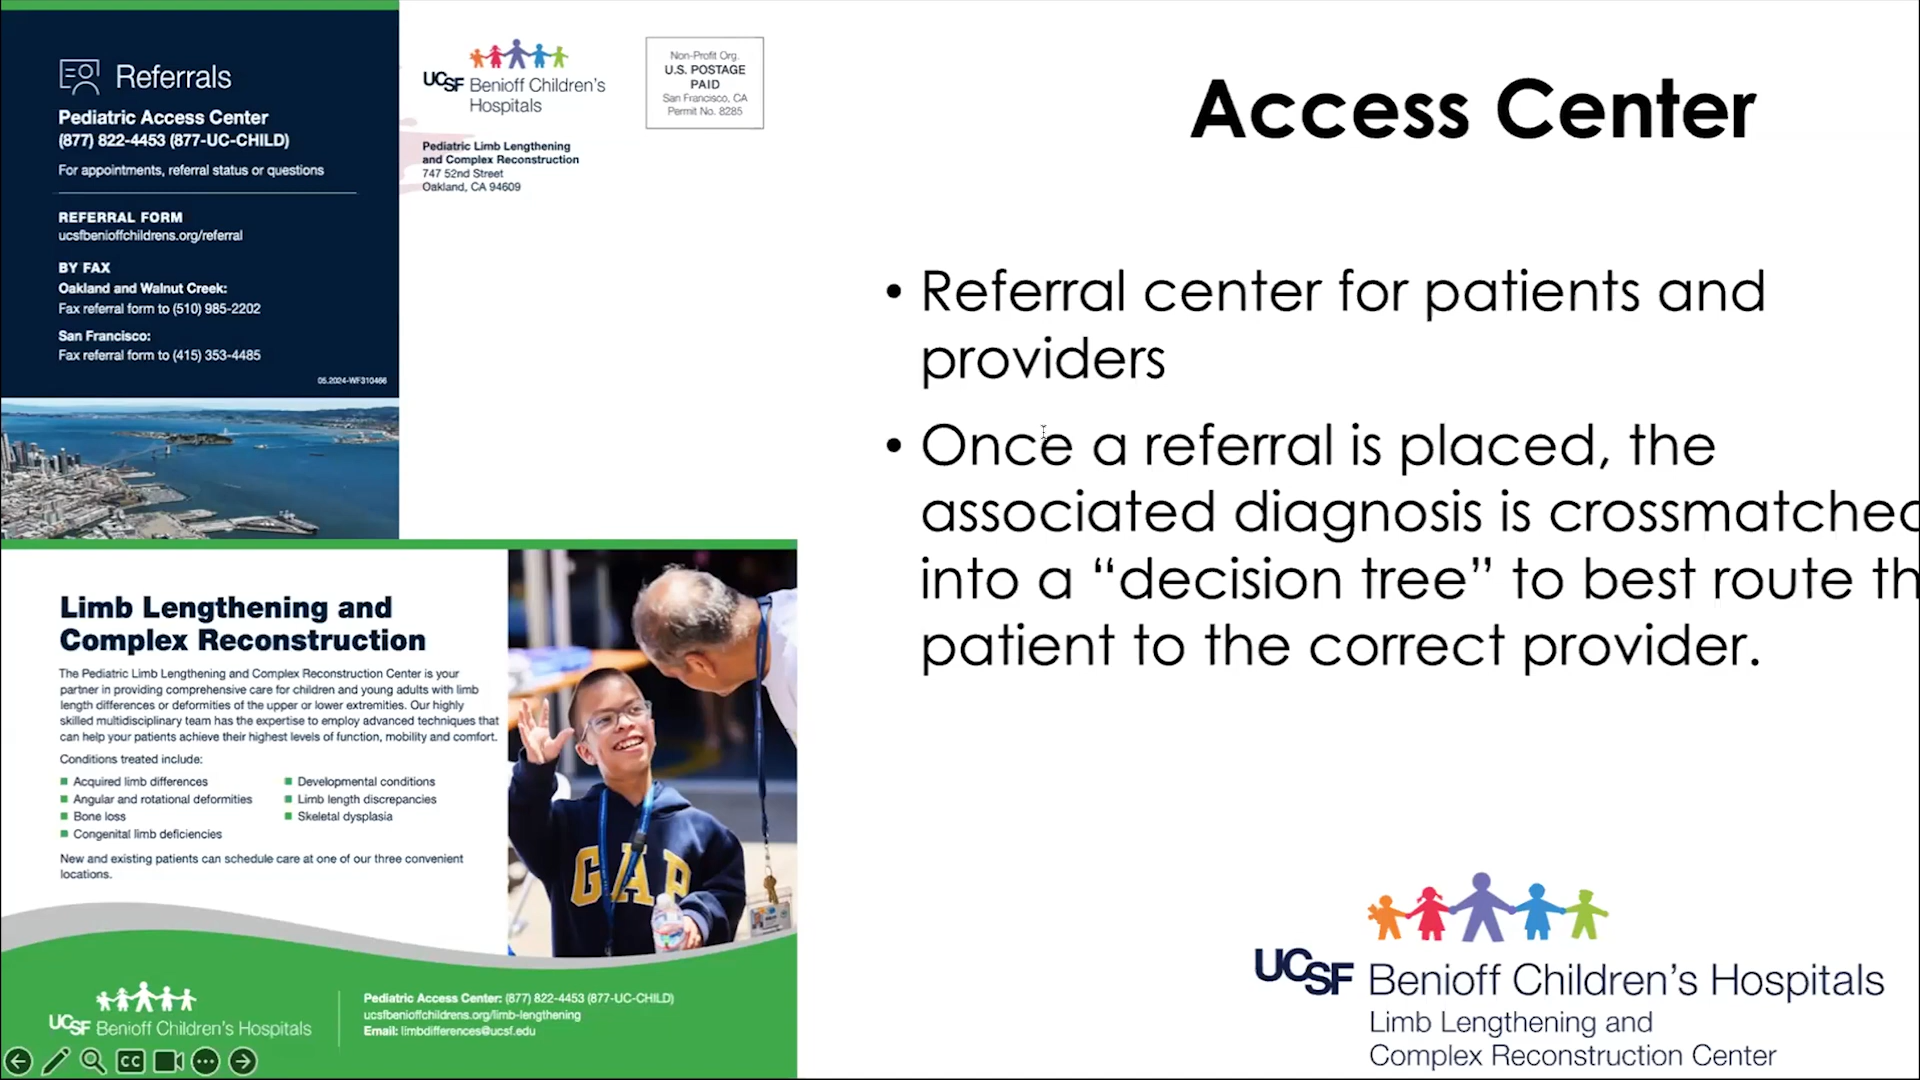 Referrals
Pediatric Access Center
(877) 822-4453 (877-UC-CHILD)
For appointments, referral status or questions
REFERRAL FORM
ucsfbenioffchildrens.org/referral
BY FAX
Oakland and Walnut Creek:
Fax referral form to (510) 985-2202
San Francisco:
Fax referral form to (415) 353-4485
05.2024-WF310466
UCSF Benioff Children's
Hospitals
Pediatric Limb Lengthening
and Complex Reconstruction
747 52nd Street
Oakland, CA 94609
Non-Profit Org.
U.S. POSTAGE
PAID
San Francisco, CA
Permit No. 8285
Access Center
• Referral center for patients and
providers
• Once a referral is placed, the
associated diagnosis is crossmatched
into a “decision tree” to best route th
patient to the correct provider.
Limb Lengthening and
Complex Reconstruction
The Pediatric Limb Lengthening and Complex Reconstruction Center is your
partner in providing comprehensive care for children and young adults with limb
length differences or deformities of the upper or lower extremities. Our highly
skilled multidisciplinary team has the expertise to employ advanced techniques that
can help your patients achieve their highest levels of function, mobility and comfort.
Conditions treated include:
Acquired limb differences
Angular and rotational deformities
Bone loss
Congenital limb deficiencies
Developmental conditions
Limb length discrepancies
Skeletal dysplasia
New and existing patients can schedule care at one of our three convenient
locations.
GAP
UCSF Benioff Children's Hospitals
Pediatric Access Center: (877) 822-4453 (877-UC-CHILD)
ucsfbenioffchildrens.org/limb-lengthening
Email: limbdifferences@ucsf.edu
CC
UCSF Benioff Children's Hospitals
Limb Lengthening and
Complex Reconstruction Center